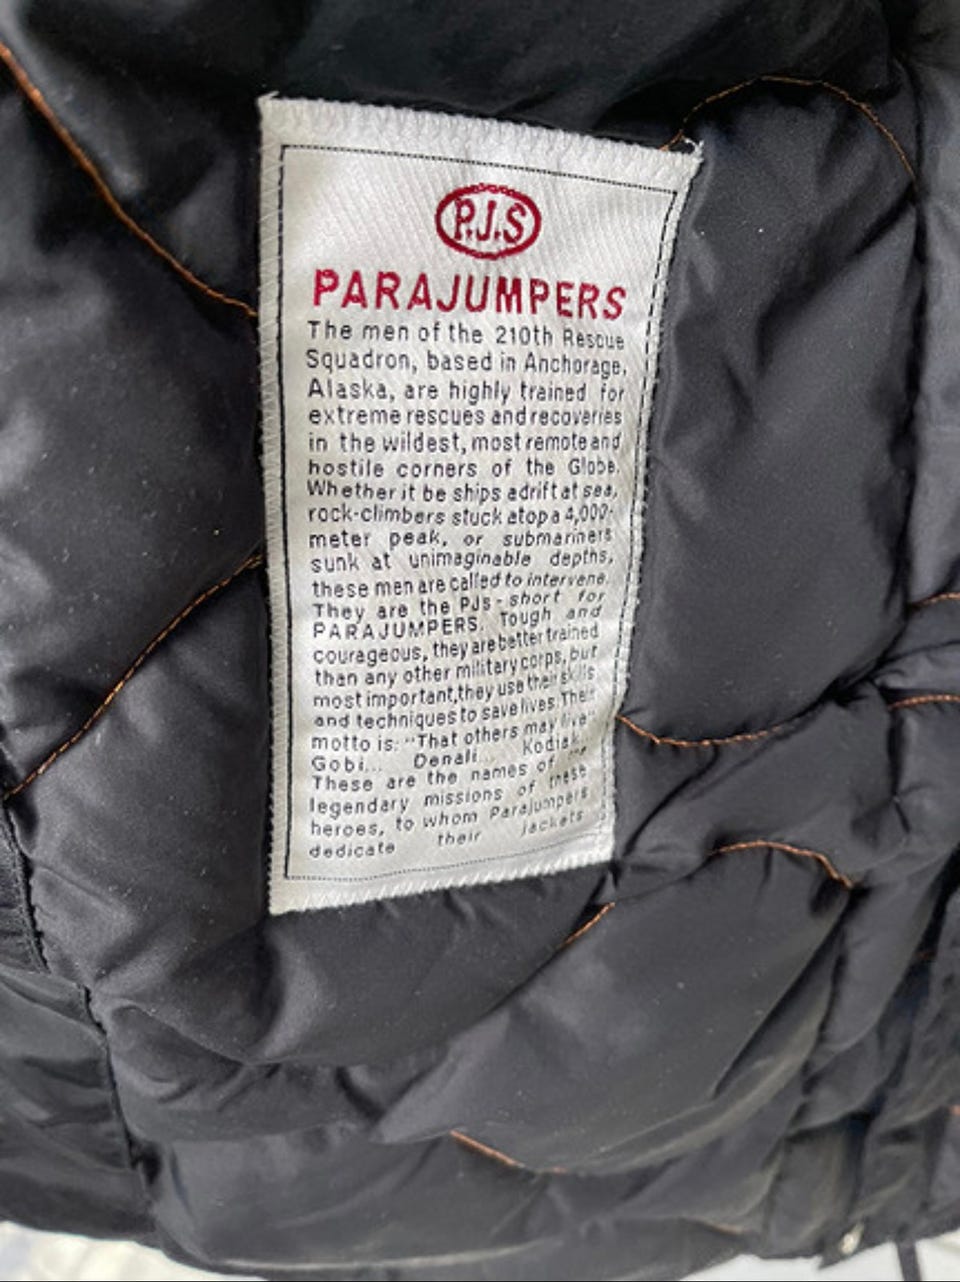 P.J.S
PARAJUMPERS
The men of the 210th Rescue
Squadron, based in Anchorage,
Alaska, are highly trained for
extreme rescues and recoveries
in the wildest, most remote and
hostile corners of the Globe.
Whether it be ships adrift at sea,
rock-climbers stuck atop a 4,000-
meter peak, or submariners
sunk at unimaginable depths,
these men are called to intervene.
They are the PJs - short for
PARAJUMPERS. Tough and
courageous, they are better trained
than any other military corps, but
most important, they use their skills
and techniques to save lives. Their
motto is: "That others may live"
Gobi... Denali... Kodiak...
These are the names of the
legendary missions of these
heroes, to whom Parajumpers
dedicate their jackets